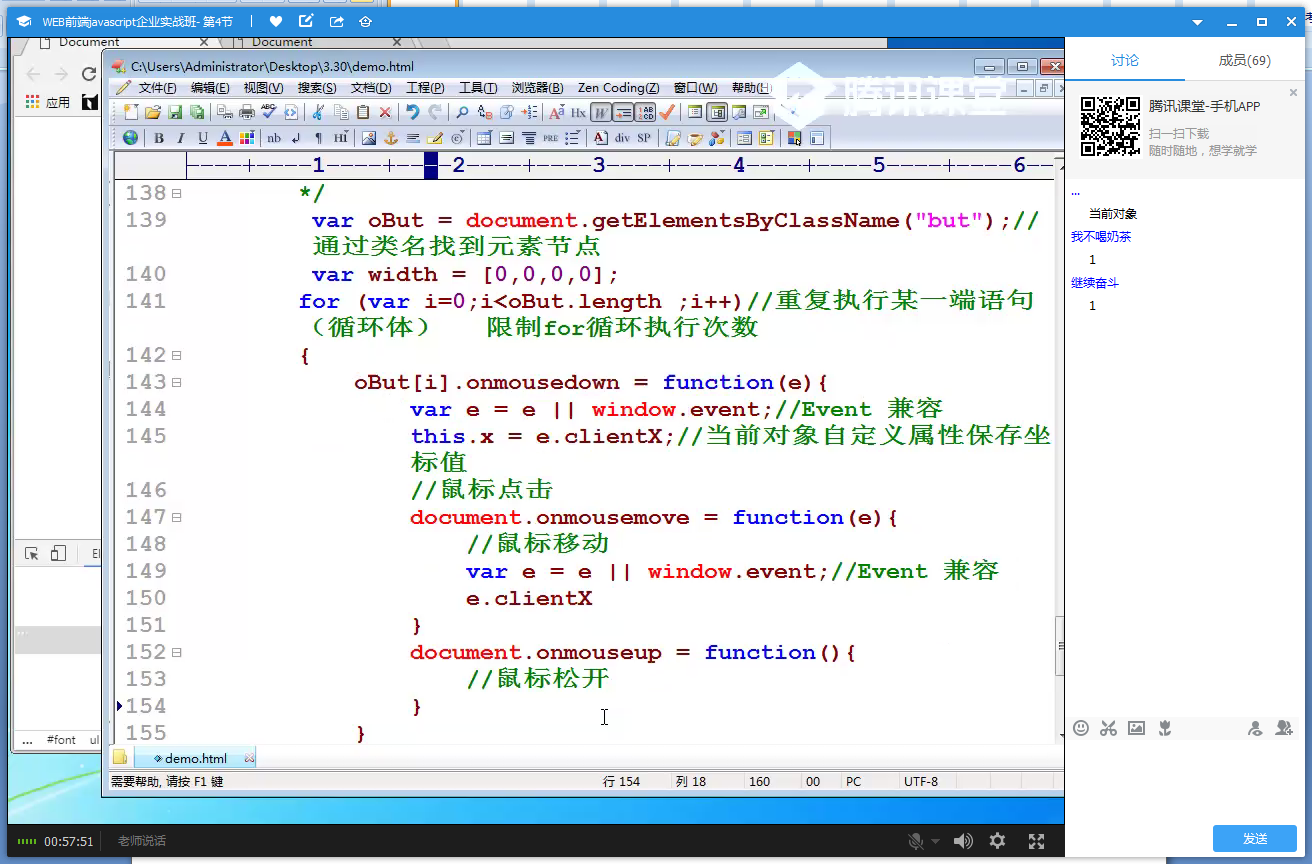 WEB前端javascript企业实战班- 第4节
Document
Document
应用
C:\Users\Administrator\Desktop\3.30\demo.html
文件(F) 编辑(E) 视图(V) 搜索(S) 文档(D) 工程(P) 工具(T) 浏览器(B) Zen Coding(Z) 窗口(W) 帮助(H)
腾讯课堂
B I U A nb ¶ Hi PRE A div SP
1 2 3 4 5 6
138 */
139 var oBut = document.getElementsByClassName("but");//
通过类名找到元素节点
140 var width = [0,0,0,0];
141 for (var i=0;i<oBut.length ;i++)//重复执行某一端语句
（循环体） 限制for循环执行次数
142 {
143 oBut[i].onmousedown = function(e){
144 var e = e || window.event;//Event 兼容
145 this.x = e.clientX;//当前对象自定义属性保存坐
标值
146 //鼠标点击
147 document.onmousemove = function(e){
148 //鼠标移动
149 var e = e || window.event;//Event 兼容
150 e.clientX
151 }
152 document.onmouseup = function(){
153 //鼠标松开
154 }
155 }
El
...
... #font ul
demo.html
需要帮助, 请按 F1 键 行 154 列 18 160 00 PC UTF-8
00:57:51 老师说话
讨论 成员(69)
腾讯课堂-手机APP
扫一扫下载
随时随地，想学就学
...
当前对象
我不喝奶茶
1
继续奋斗
1
发送